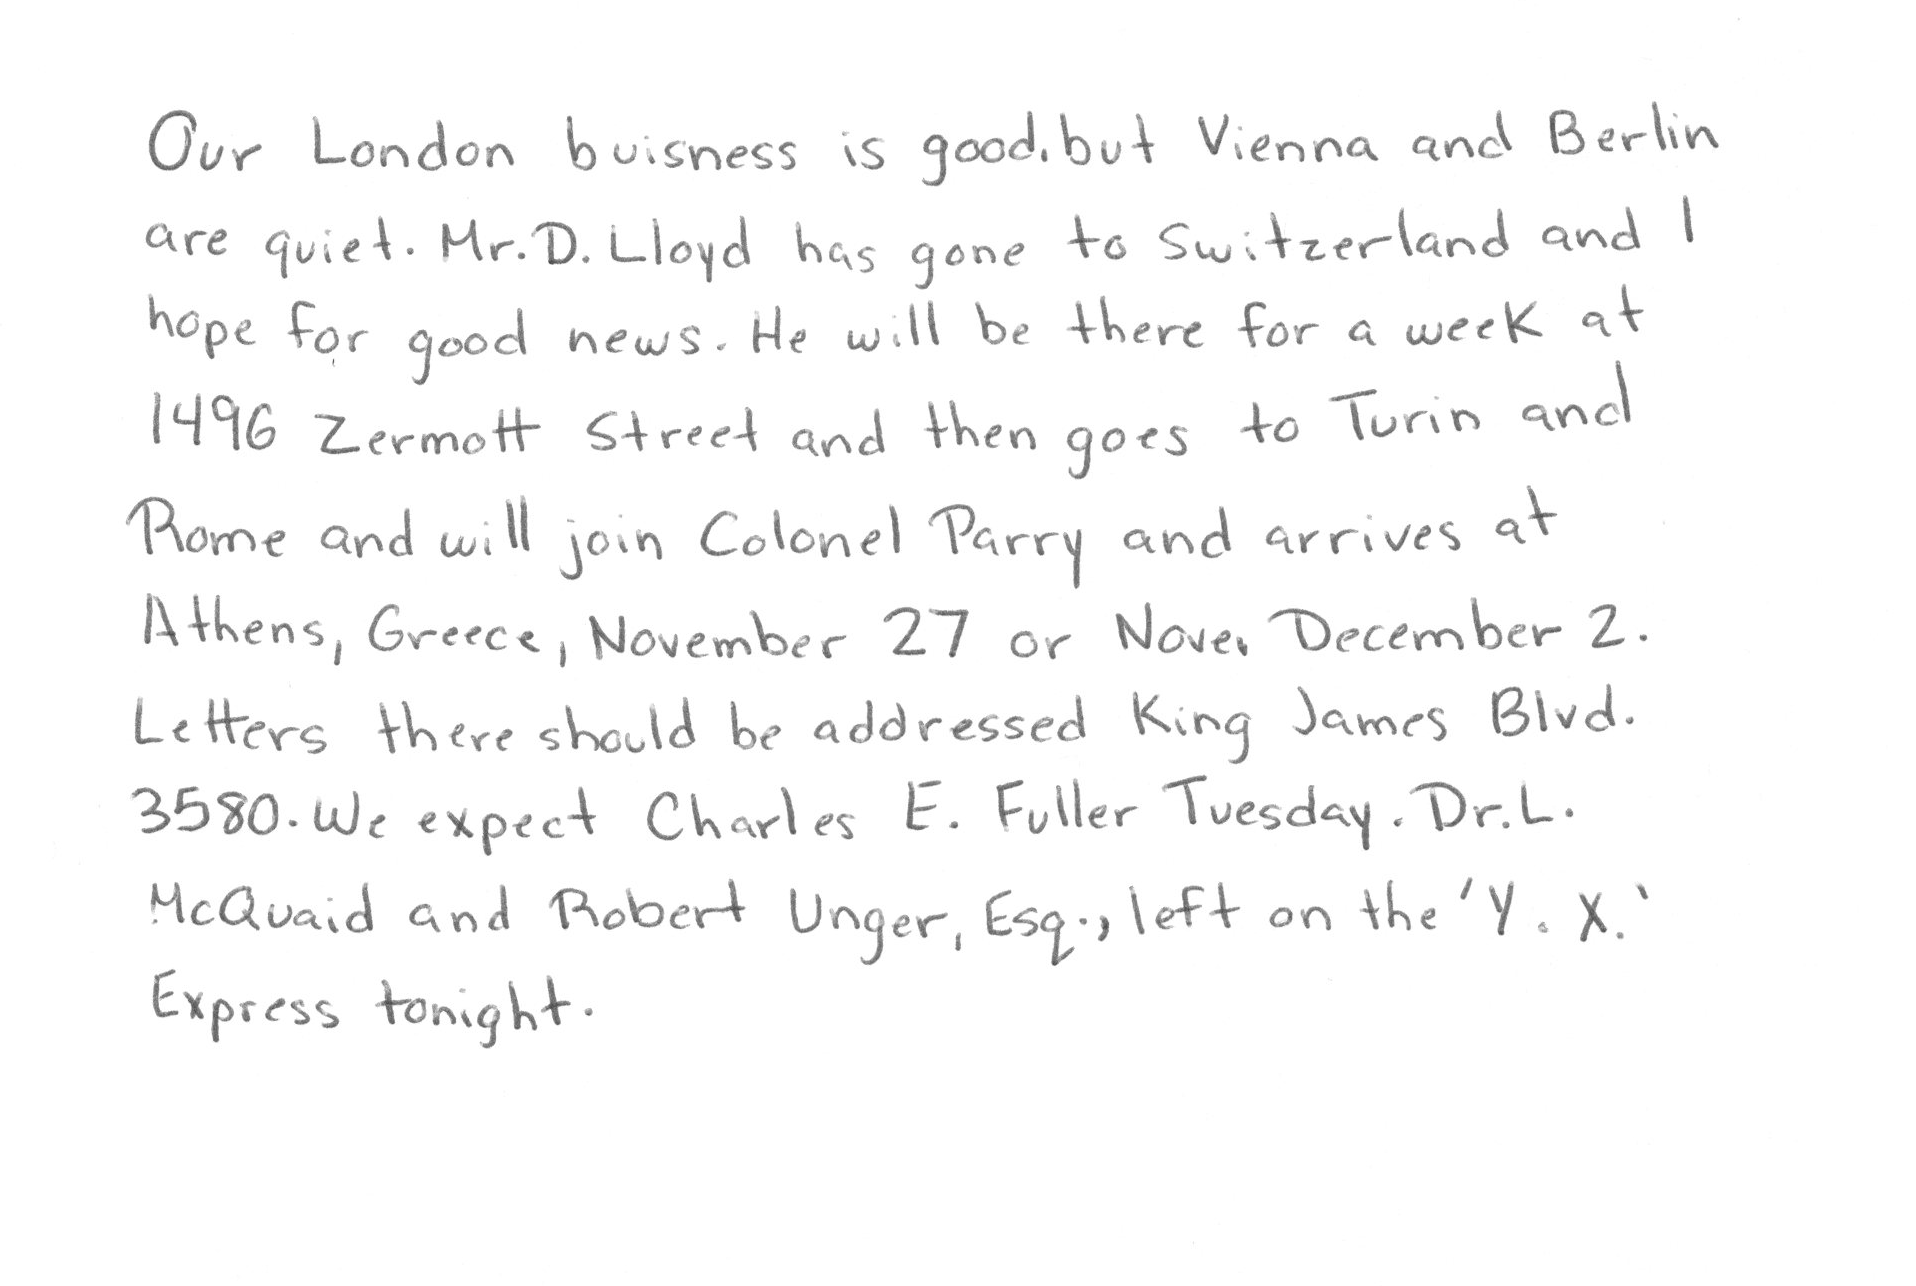 Our London buisness is good. but Vienna and Berlin
are quiet. Mr. D. Lloyd has gone to Switzerland and I
hope for good news. He will be there for a week at
1496 Zermott Street and then goes to Turin and
Rome and will join Colonel Parry and arrives at
Athens, Greece, November 27 or Nove. December 2.
Letters there should be addressed King James Blvd.
3580. We expect Charles E. Fuller Tuesday. Dr. L.
McQuaid and Robert Unger, Esq., left on the 'Y. X.'
Express tonight.